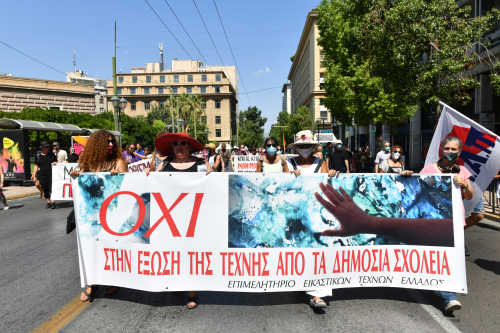 ΟΧΙ
ΣΤΗΝ ΕΞΩΣΗ ΤΗΣ ΤΕΧΝΗΣ ΑΠΟ ΤΑ ΔΗΜΟΣΙΑ ΣΧΟΛΕΙΑ
ΕΠΙΜΕΛΗΤΗΡΙΟ ΕΙΚΑΣΤΙΚΩΝ ΤΕΧΝΩΝ ΕΛΛΑΔΟΣ